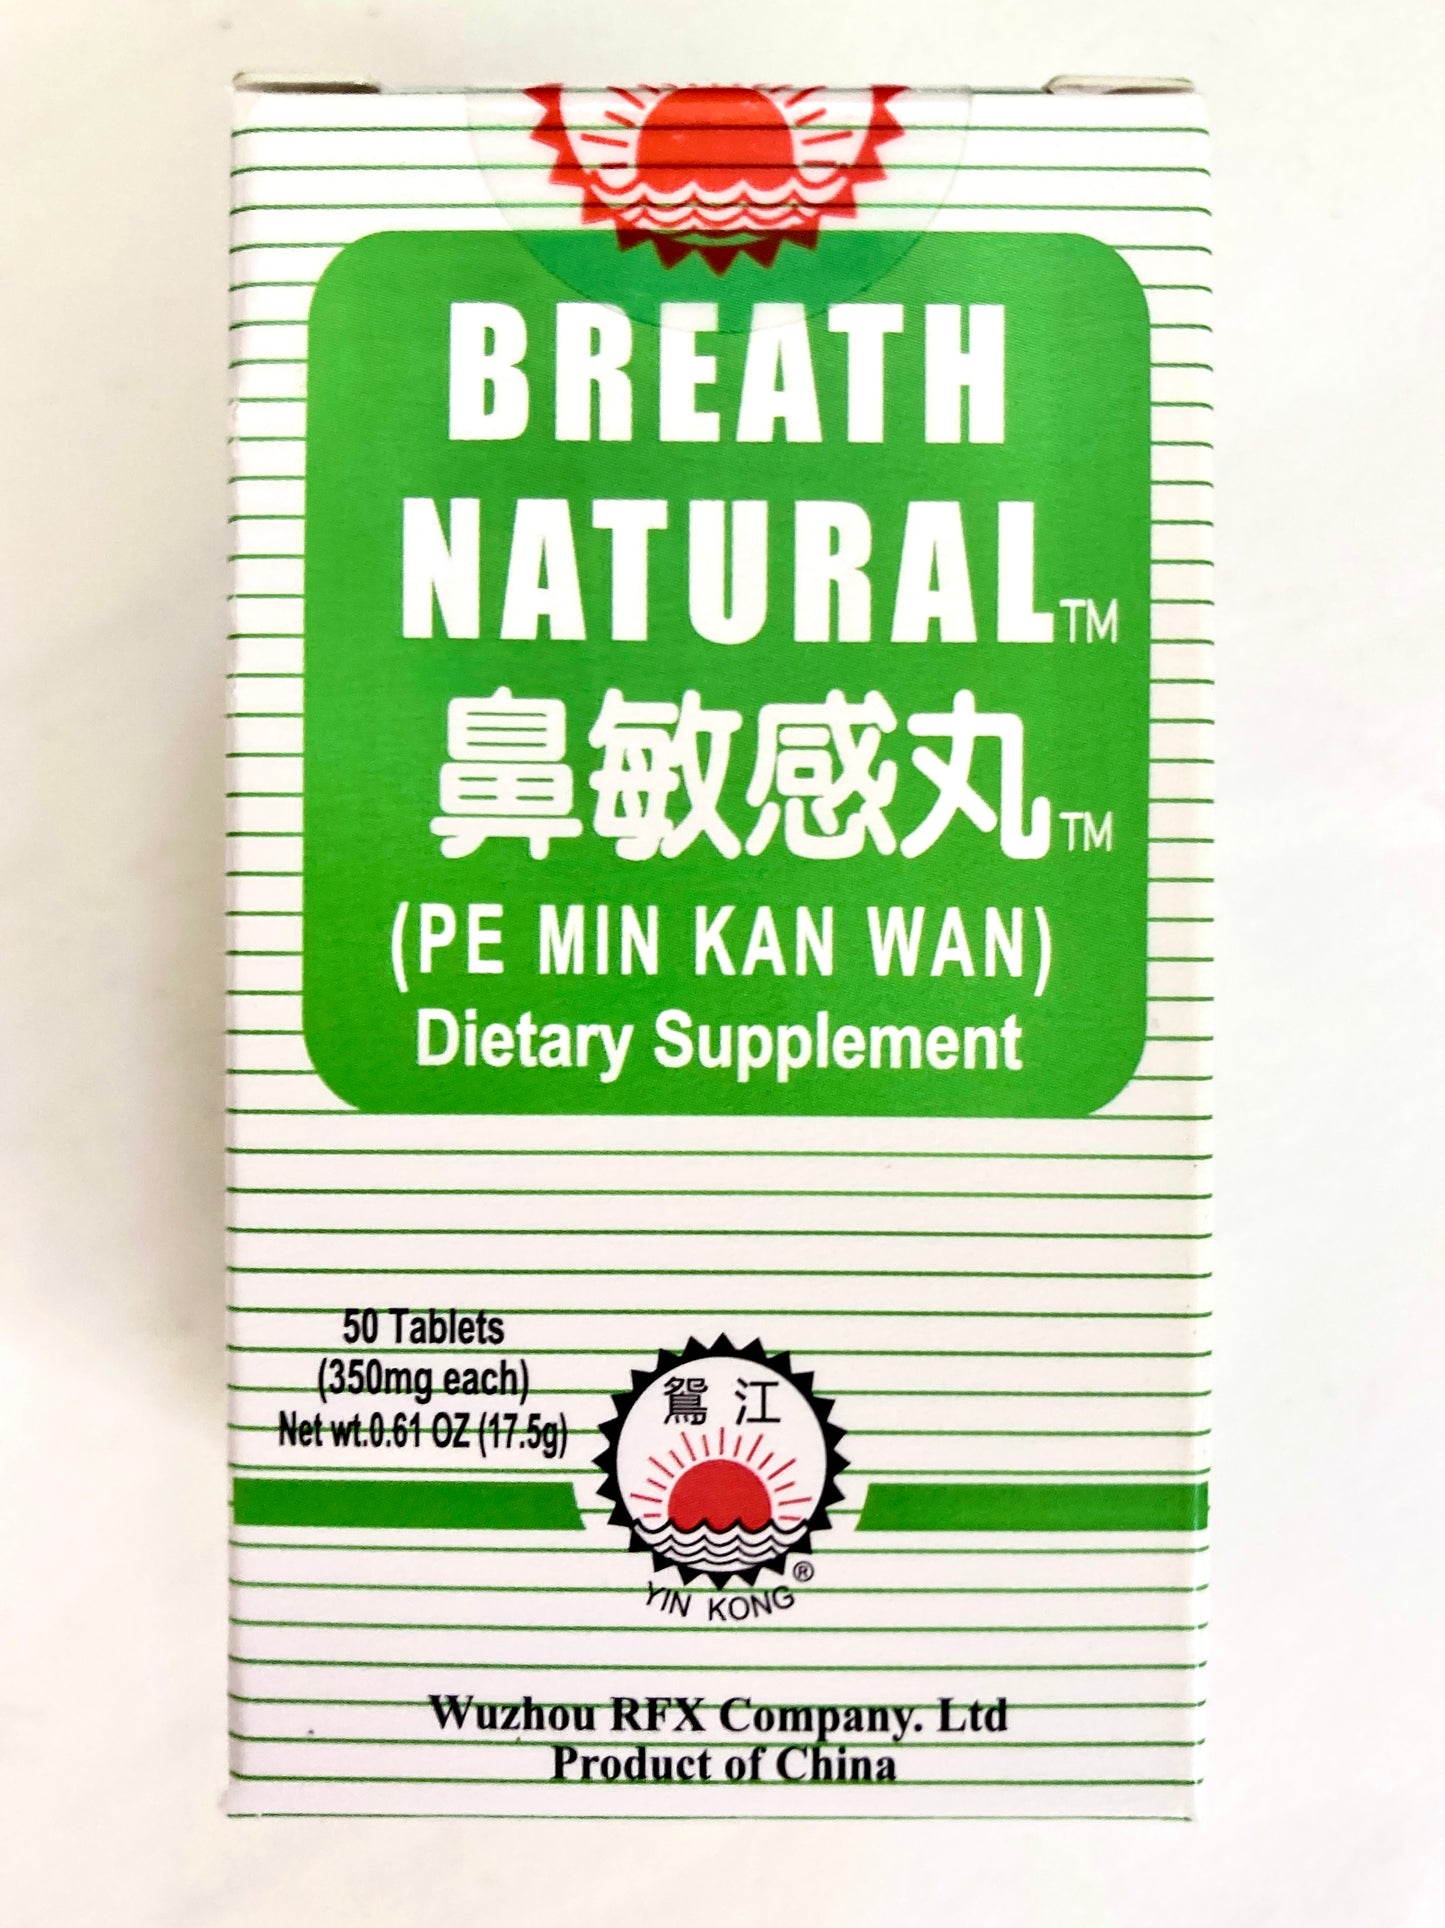 BREATH
NATURAL™
鼻敏感丸™
(PE MIN KAN WAN)
Dietary Supplement
50 Tablets
(350mg each)
Net wt.0.61 OZ (17.5g)
鴛江
YIN KONG®
Wuzhou RFX Company. Ltd
Product of China